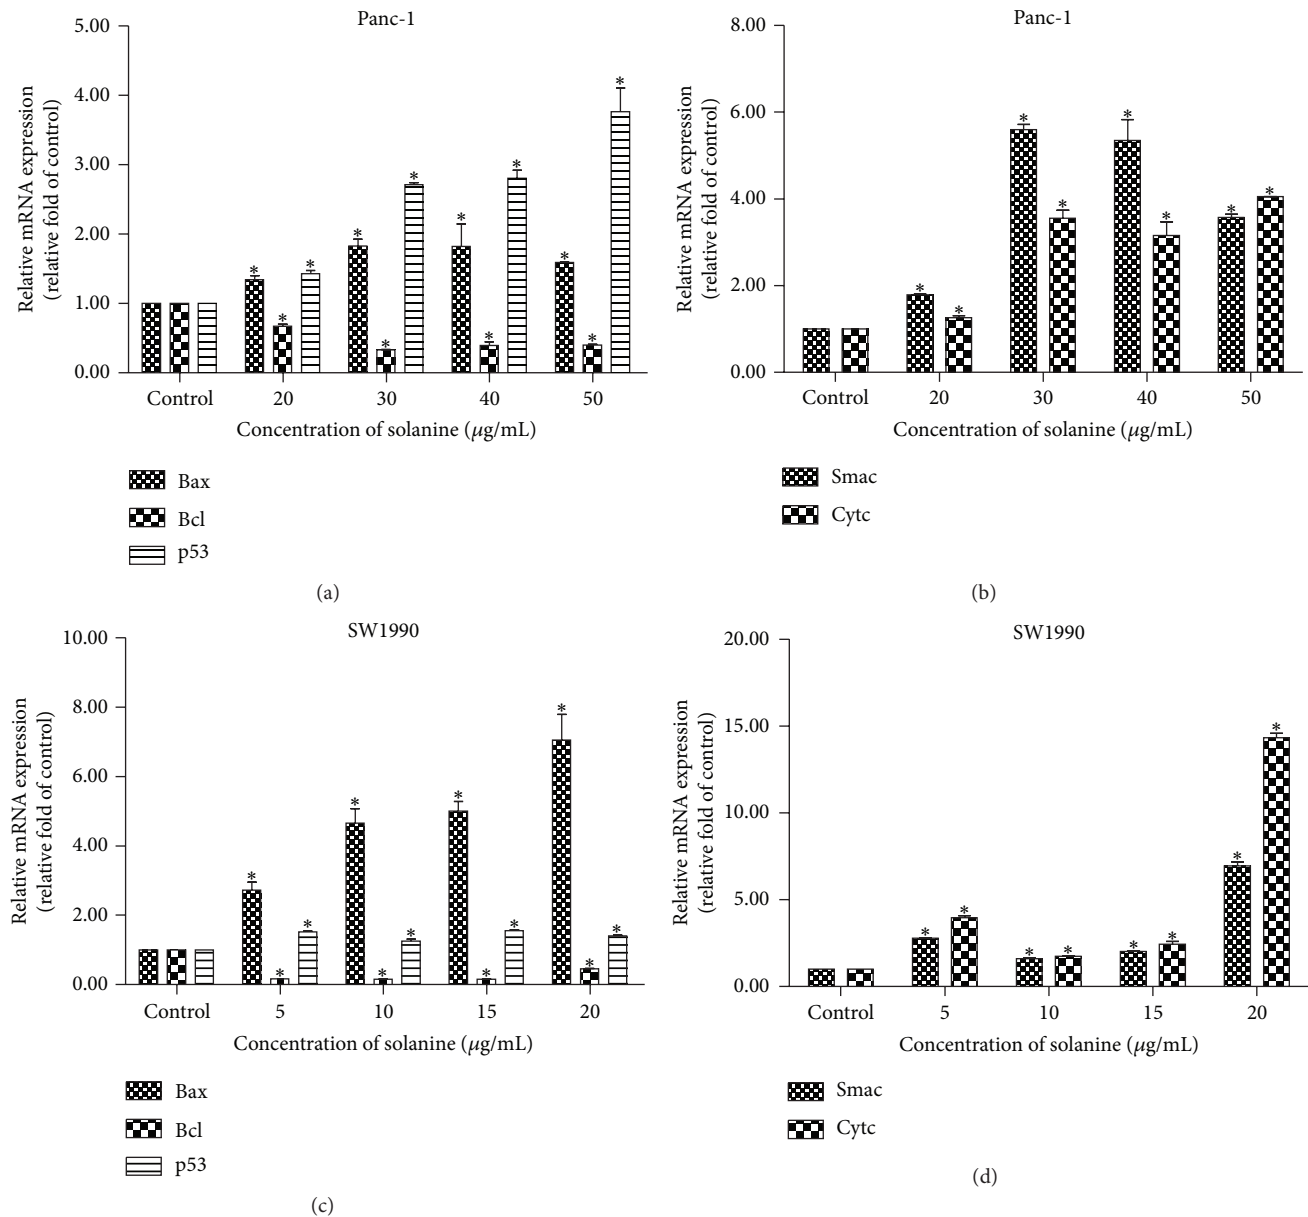 Panc-1
5.00
4.00
3.00
2.00
1.00
0.00
Relative mRNA expression
(relative fold of control)
* * * * * * * * * * * *
Control 20 30 40 50
Concentration of solanine (μg/mL)
Bax
Bcl
p53
(a)
Panc-1
8.00
6.00
4.00
2.00
0.00
Relative mRNA expression
(relative fold of control)
* * * * * * * *
Control 20 30 40 50
Concentration of solanine (μg/mL)
Smac
Cytc
(b)
SW1990
10.00
8.00
6.00
4.00
2.00
0.00
Relative mRNA expression
(relative fold of control)
* * * * * * * * * * * *
Control 5 10 15 20
Concentration of solanine (μg/mL)
Bax
Bcl
p53
(c)
SW1990
20.00
15.00
10.00
5.00
0.00
Relative mRNA expression
(relative fold of control)
* * * * * * * *
Control 5 10 15 20
Concentration of solanine (μg/mL)
Smac
Cytc
(d)